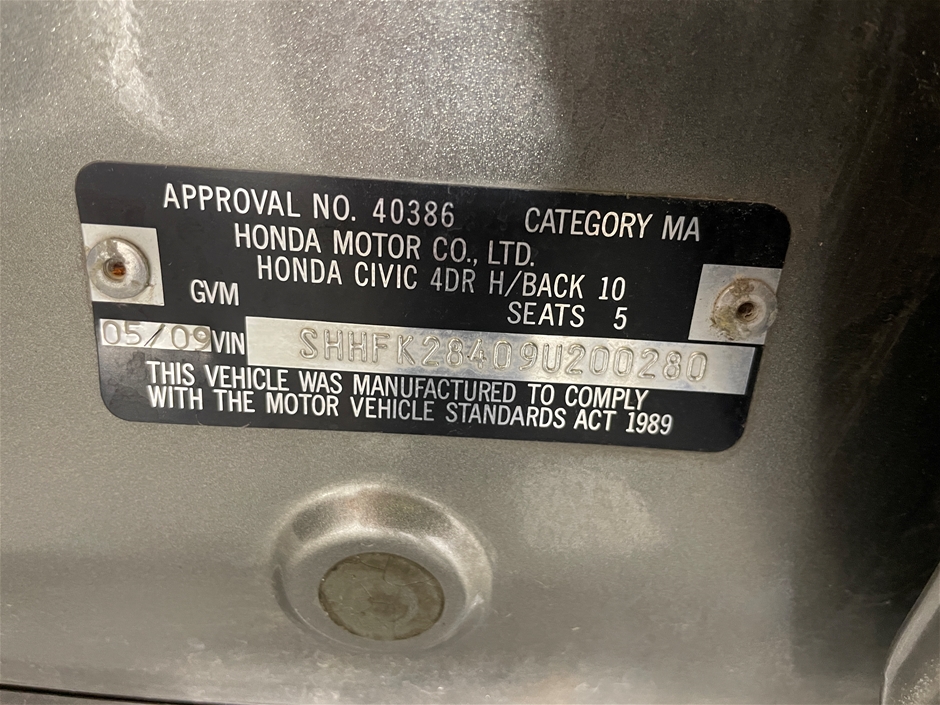 APPROVAL NO. 40386 CATEGORY MA
HONDA MOTOR CO., LTD.
HONDA CIVIC 4DR H/BACK 10
GVM SEATS 5
05/09 VIN SHHFK28409U200280
THIS VEHICLE WAS MANUFACTURED TO COMPLY
WITH THE MOTOR VEHICLE STANDARDS ACT 1989